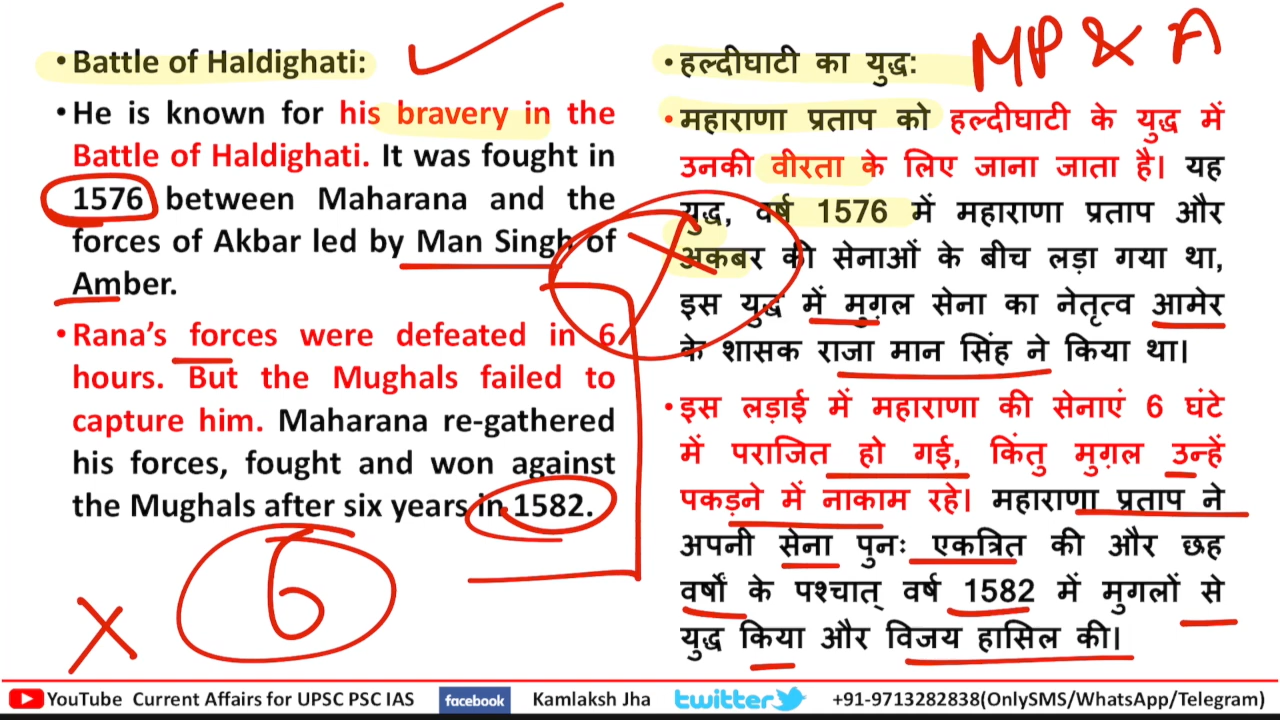 • Battle of Haldighati:
• He is known for his bravery in the
Battle of Haldighati. It was fought in
1576 between Maharana and the
forces of Akbar led by Man Singh of
Amber.
• Rana’s forces were defeated in 6
hours. But the Mughals failed to
capture him. Maharana re-gathered
his forces, fought and won against
the Mughals after six years in 1582.
6
X
MP & A
• हल्दीघाटी का युद्ध:
• महाराणा प्रताप को हल्दीघाटी के युद्ध में
उनकी वीरता के लिए जाना जाता है। यह
युद्ध, वर्ष 1576 में महाराणा प्रताप और
अकबर की सेनाओं के बीच लड़ा गया था,
इस युद्ध में मुग़ल सेना का नेतृत्व आमेर
के शासक राजा मान सिंह ने किया था।
• इस लड़ाई में महाराणा की सेनाएं 6 घंटे
में पराजित हो गई, किंतु मुग़ल उन्हें
पकड़ने में नाकाम रहे। महाराणा प्रताप ने
अपनी सेना पुनः एकत्रित की और छह
वर्षों के पश्चात् वर्ष 1582 में मुगलों से
युद्ध किया और विजय हासिल की।
YouTube Current Affairs for UPSC PSC IAS facebook Kamlaksh Jha twitter +91-9713282838(OnlySMS/WhatsApp/Telegram)